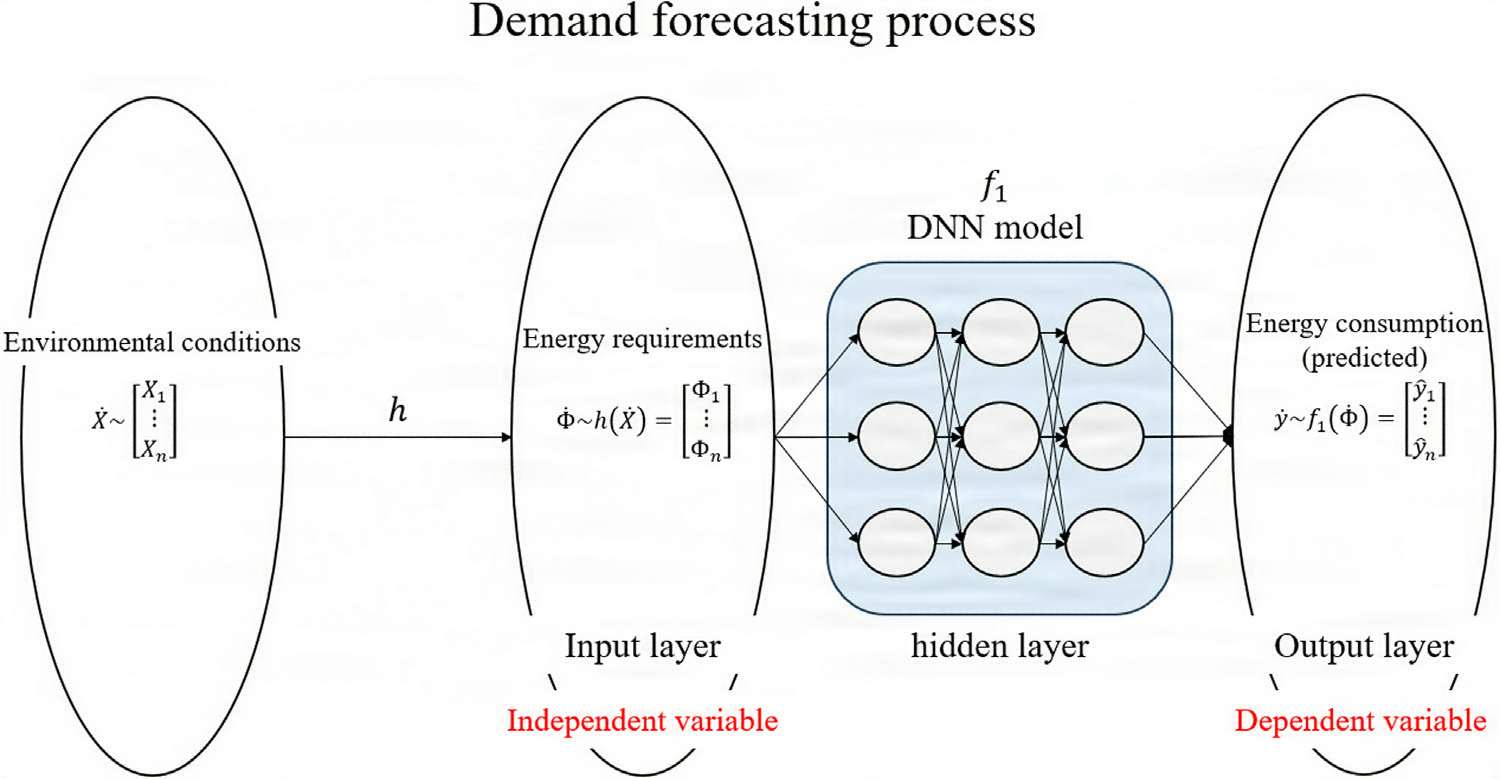 Demand forecasting process
f₁
DNN model
Environmental conditions
Ẋ~[X₁ ⋮ Xₙ]
h
Energy requirements
Φ̇~h(Ẋ) = [Φ₁ ⋮ Φₙ]
Energy consumption
(predicted)
ẏ~f₁(Φ̇) = [ŷ₁ ⋮ ŷₙ]
Input layer
hidden layer
Output layer
Independent variable
Dependent variable